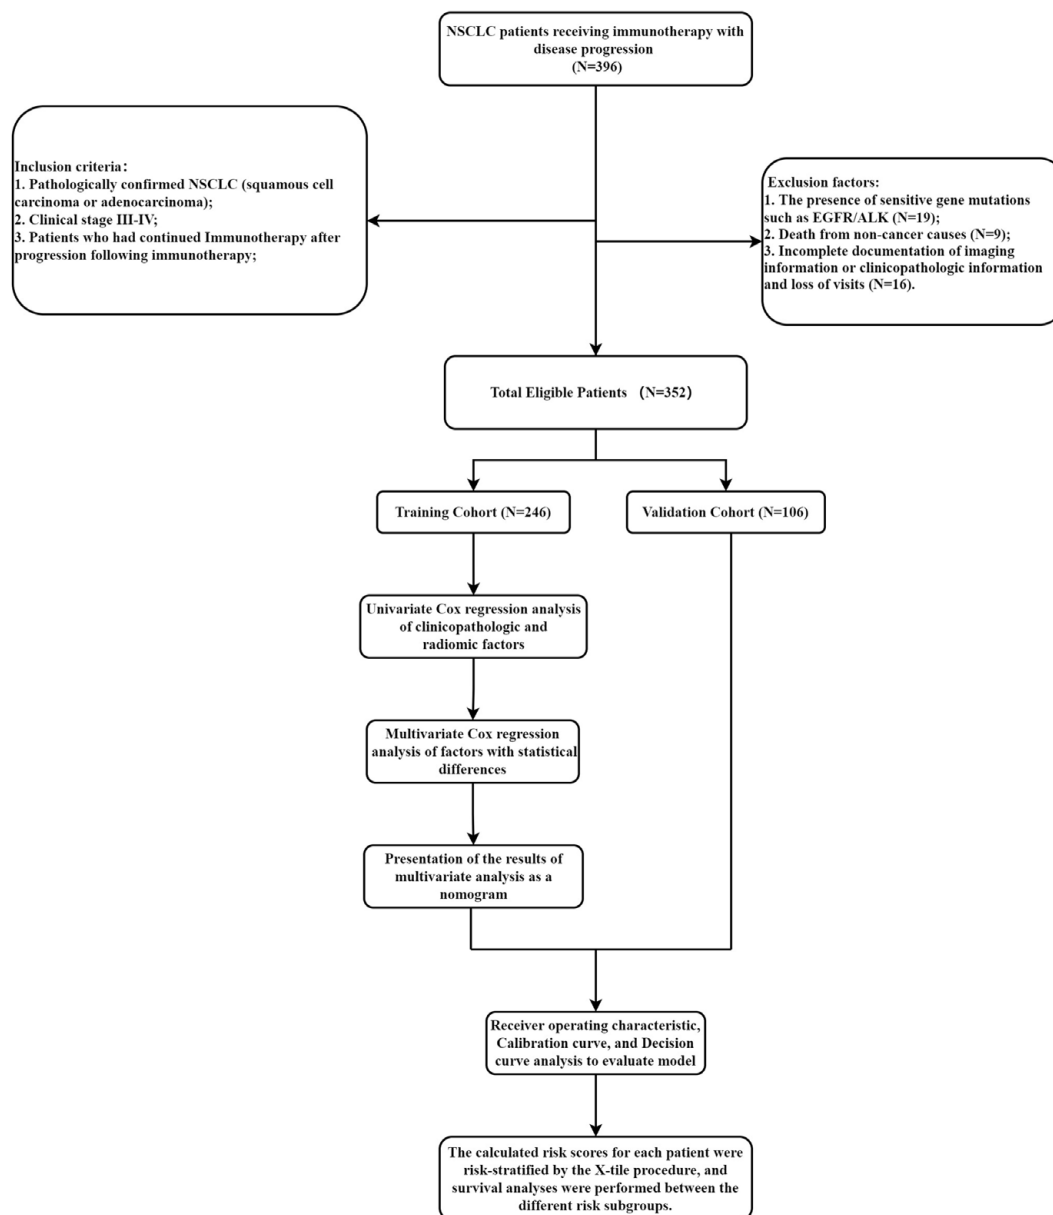 NSCLC patients receiving immunotherapy with
disease progression
(N=396)
Inclusion criteria：
1. Pathologically confirmed NSCLC (squamous cell
carcinoma or adenocarcinoma);
2. Clinical stage III-IV;
3. Patients who had continued Immunotherapy after
progression following immunotherapy;
Exclusion factors:
1. The presence of sensitive gene mutations
such as EGFR/ALK (N=19);
2. Death from non-cancer causes (N=9);
3. Incomplete documentation of imaging
information or clinicopathologic information
and loss of visits (N=16).
Total Eligible Patients （N=352）
Training Cohort (N=246)
Validation Cohort (N=106)
Univariate Cox regression analysis
of clinicopathologic and
radiomic factors
Multivariate Cox regression
analysis of factors with statistical
differences
Presentation of the results of
multivariate analysis as a
nomogram
Receiver operating characteristic,
Calibration curve, and Decision
curve analysis to evaluate model
The calculated risk scores for each patient were
risk-stratified by the X-tile procedure, and
survival analyses were performed between the
different risk subgroups.